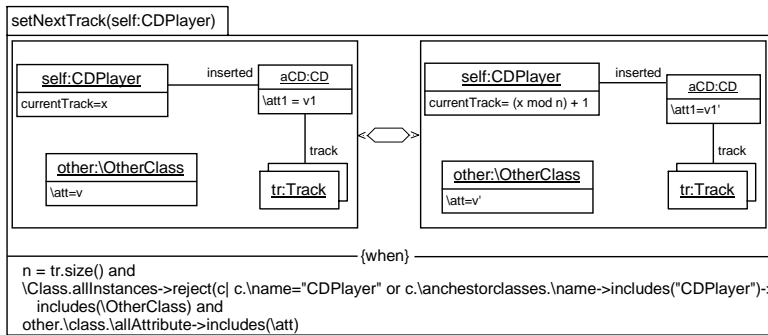 setNextTrack(self:CDPlayer)
self:CDPlayer
currentTrack=x
inserted
aCD:CD
\att1 = v1
track
tr:Track
other:\OtherClass
\att=v
self:CDPlayer
currentTrack= (x mod n) + 1
inserted
aCD:CD
\att1=v1'
track
tr:Track
other:\OtherClass
\att=v'
{when}
n = tr.size() and
\Class.allInstances->reject(c| c.\name="CDPlayer" or c.\anchestorclasses.\name->includes("CDPlayer")->
includes(\OtherClass) and
other.\class.\allAttribute->includes(\att)